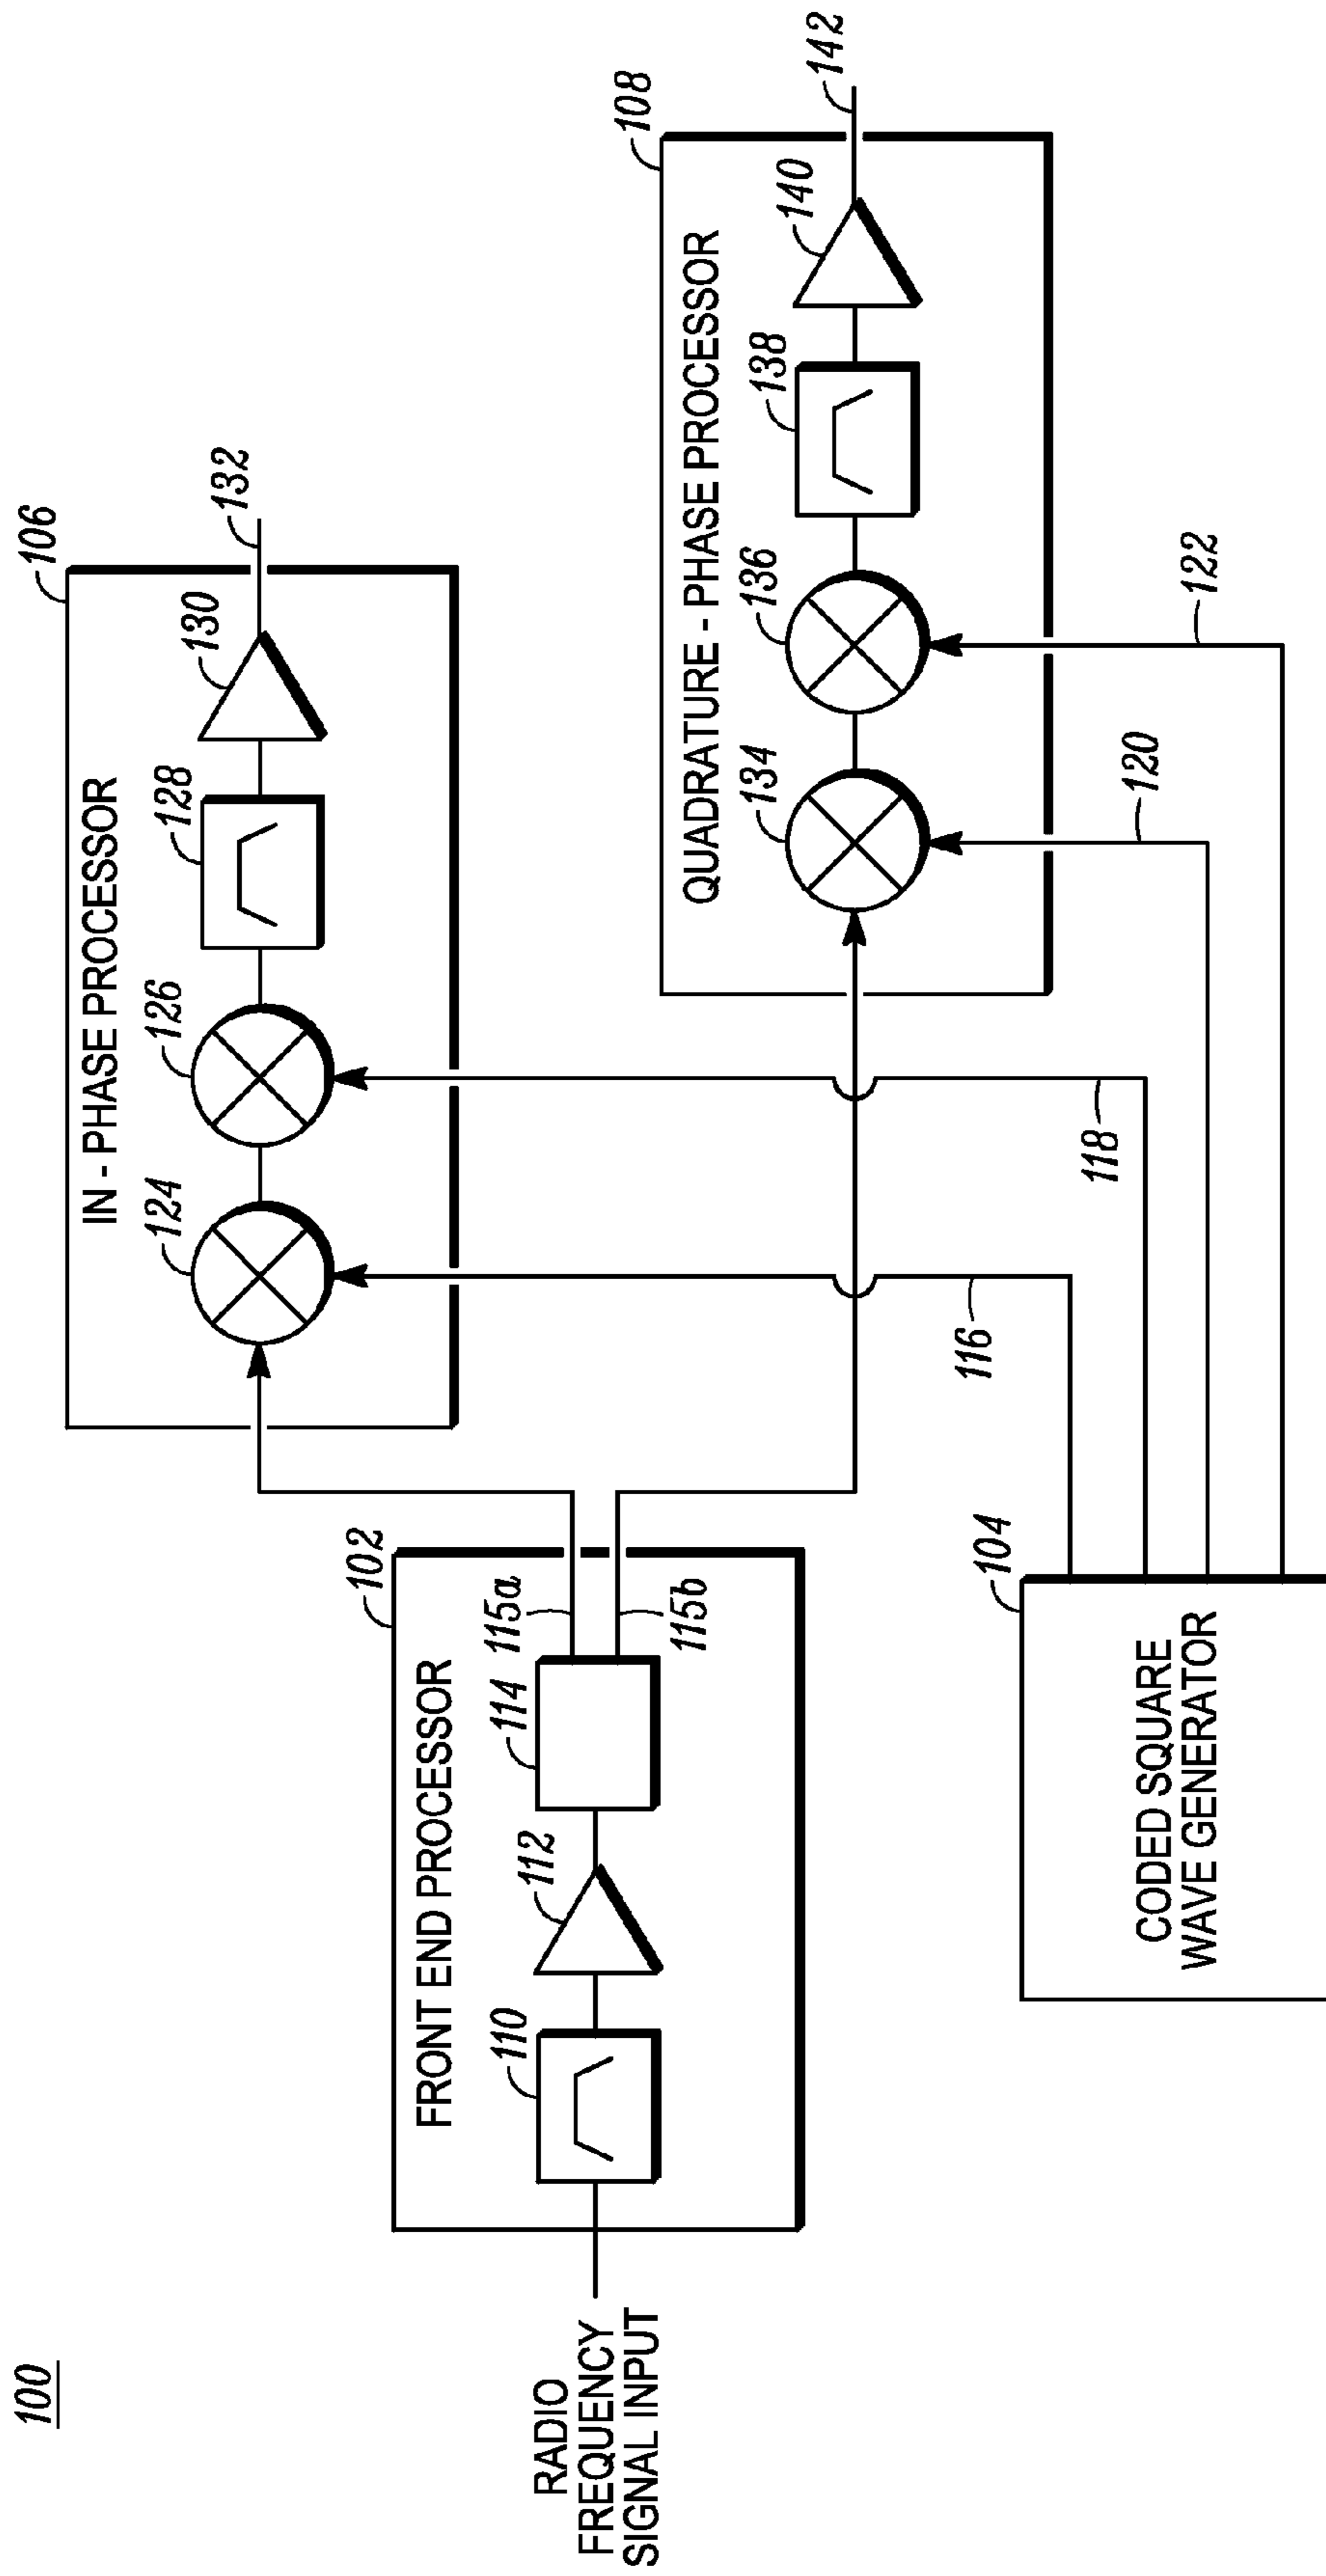 100
RADIO
FREQUENCY
SIGNAL INPUT
102
FRONT END PROCESSOR
110
112
114
115a
115b
104
CODED SQUARE
WAVE GENERATOR
116
118
120
122
106
IN - PHASE PROCESSOR
124
126
128
130
132
108
QUADRATURE - PHASE PROCESSOR
134
136
138
140
142